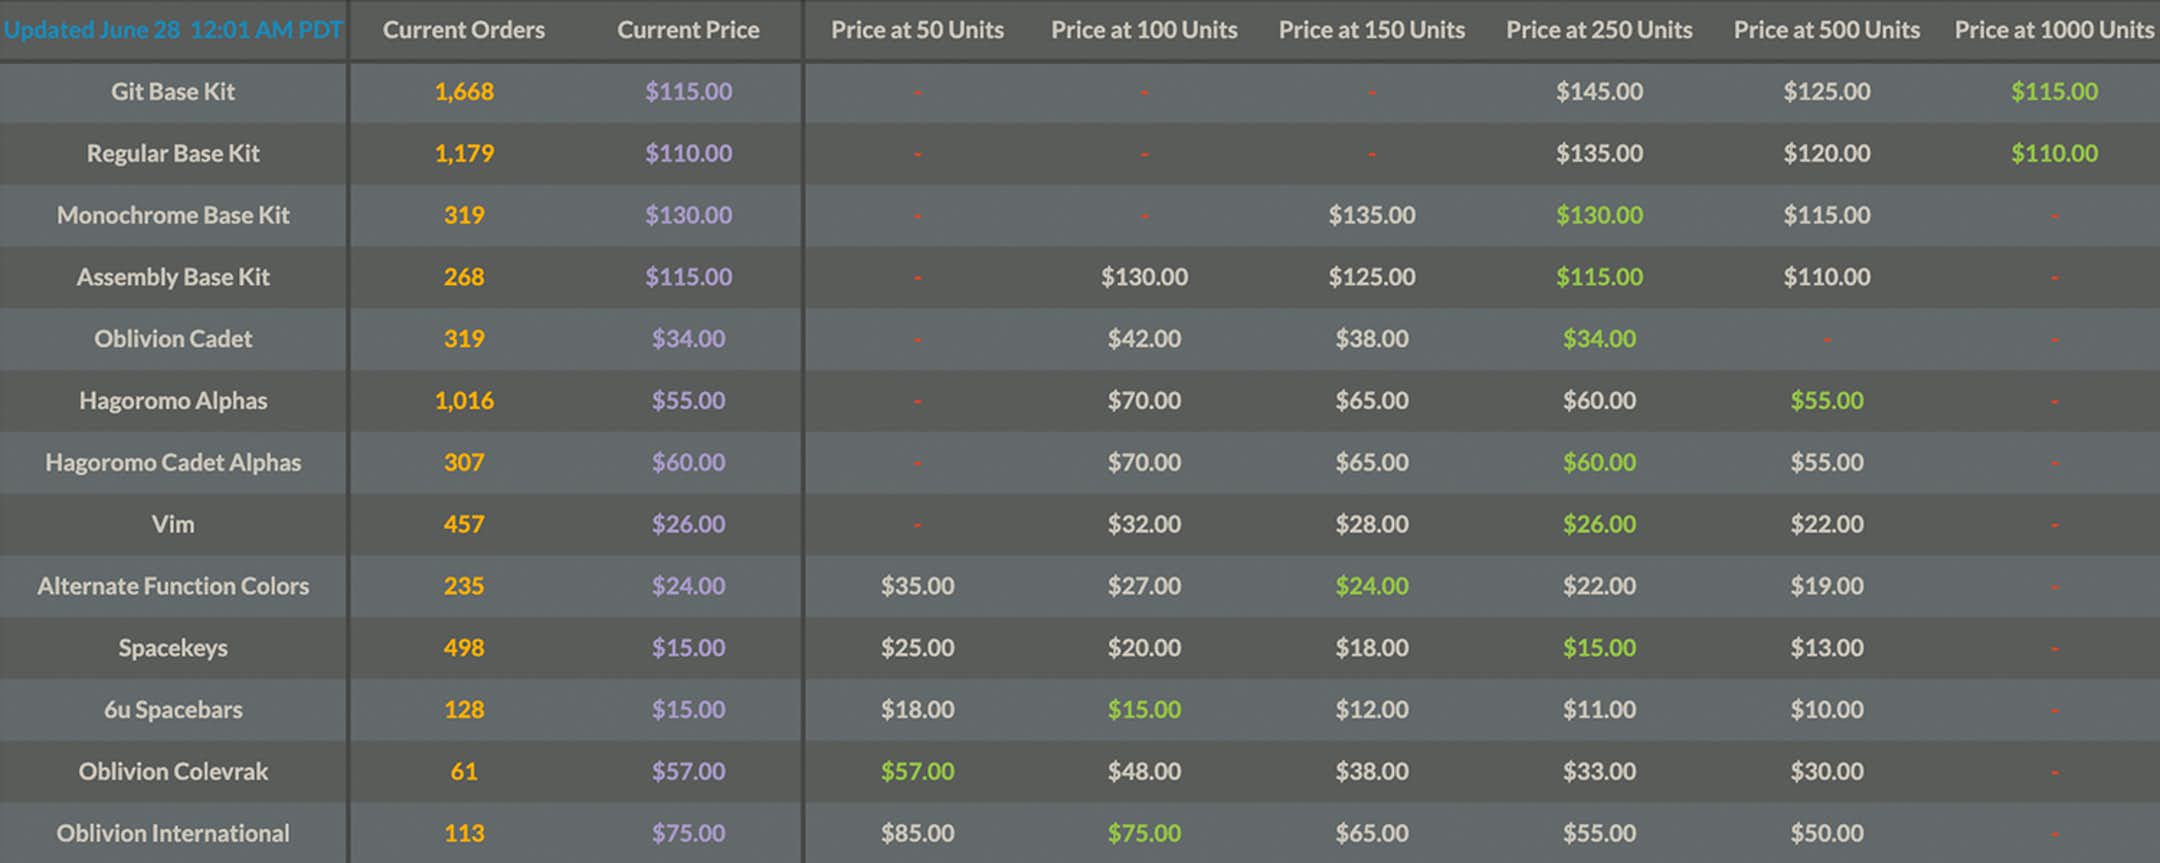 Updated June 28 12:01 AM PDT Current Orders Current Price Price at 50 Units Price at 100 Units Price at 150 Units Price at 250 Units Price at 500 Units Price at 1000 Units
Git Base Kit 1,668 $115.00 - - - $145.00 $125.00 $115.00
Regular Base Kit 1,179 $110.00 - - - $135.00 $120.00 $110.00
Monochrome Base Kit 319 $130.00 - - $135.00 $130.00 $115.00 -
Assembly Base Kit 268 $115.00 - $130.00 $125.00 $115.00 $110.00 -
Oblivion Cadet 319 $34.00 - $42.00 $38.00 $34.00 - -
Hagoromo Alphas 1,016 $55.00 - $70.00 $65.00 $60.00 $55.00 -
Hagoromo Cadet Alphas 307 $60.00 - $70.00 $65.00 $60.00 $55.00 -
Vim 457 $26.00 - $32.00 $28.00 $26.00 $22.00 -
Alternate Function Colors 235 $24.00 $35.00 $27.00 $24.00 $22.00 $19.00 -
Spacekeys 498 $15.00 $25.00 $20.00 $18.00 $15.00 $13.00 -
6u Spacebars 128 $15.00 $18.00 $15.00 $12.00 $11.00 $10.00 -
Oblivion Colevrak 61 $57.00 $57.00 $48.00 $38.00 $33.00 $30.00 -
Oblivion International 113 $75.00 $85.00 $75.00 $65.00 $55.00 $50.00 -